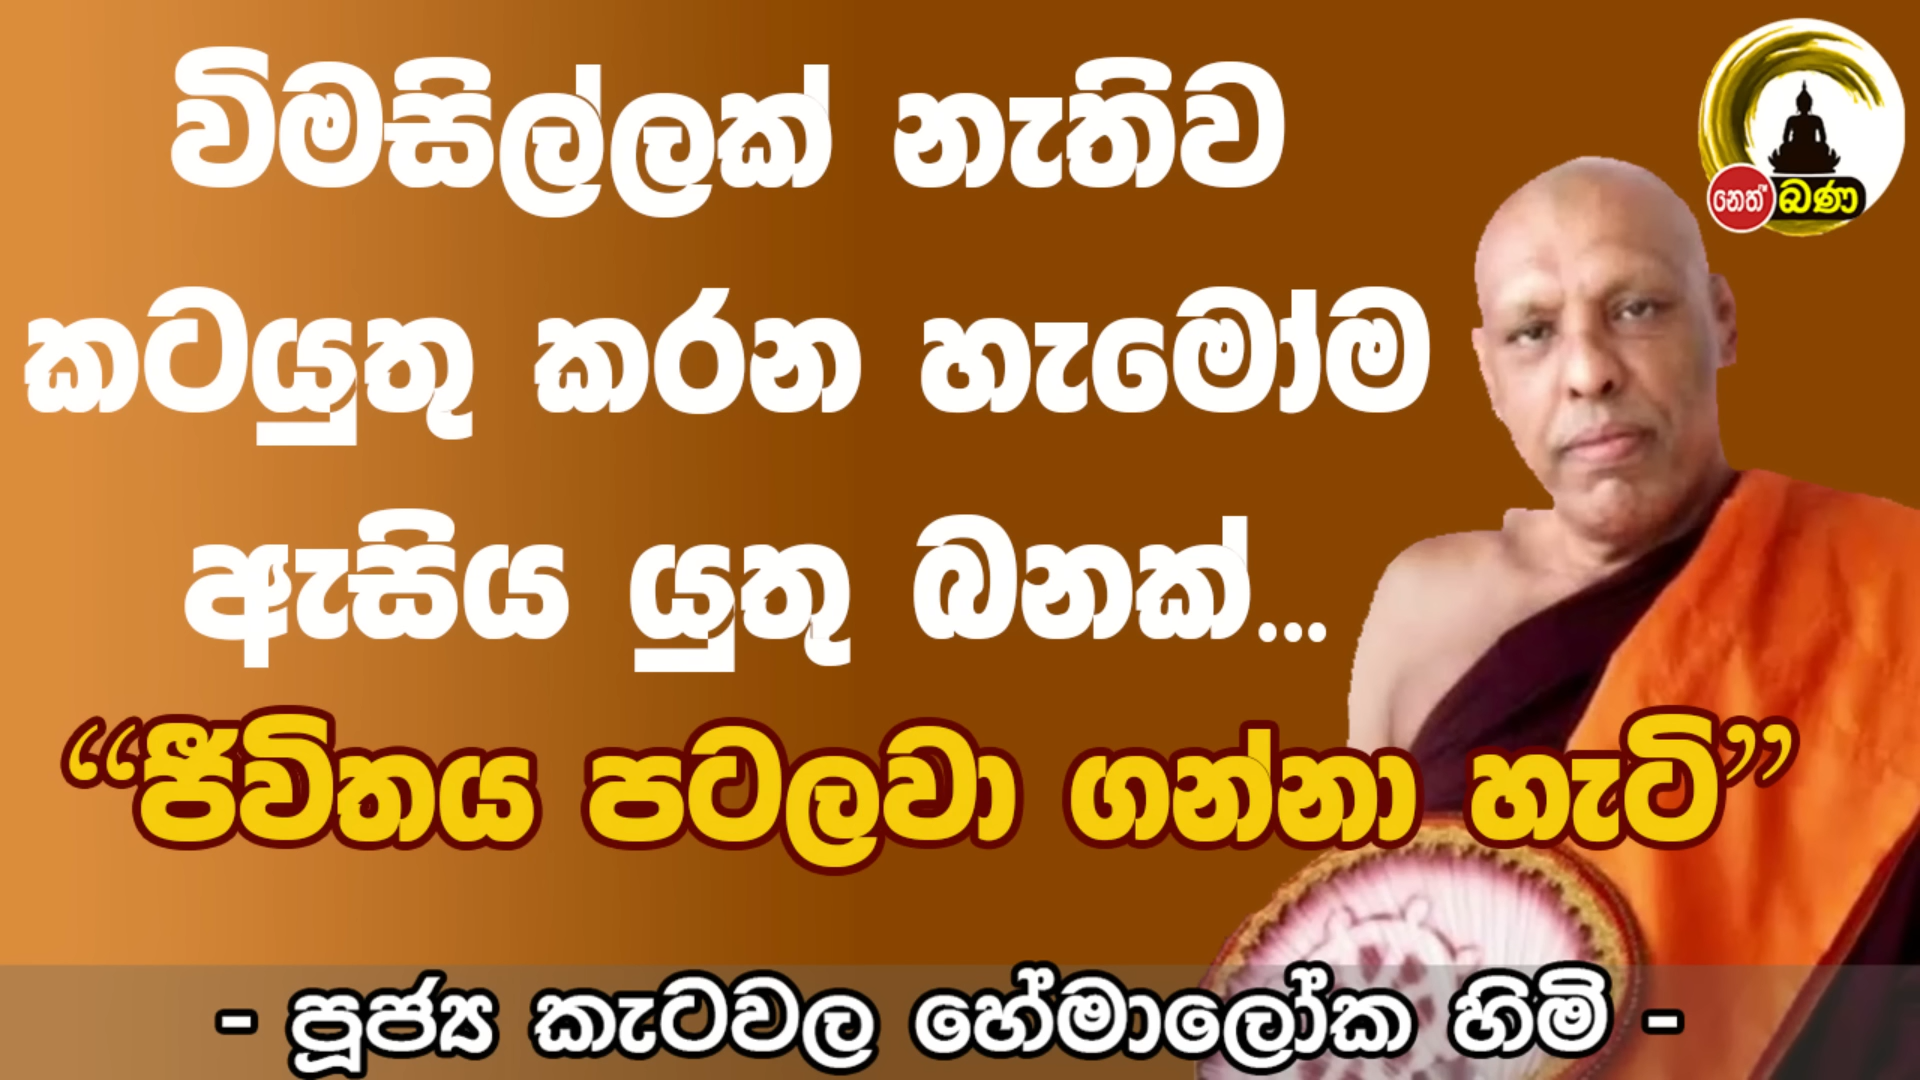 විමසිල්ලක් නැතිව
කටයුතු කරන හැමෝම
ඇසිය යුතු බනක්...
“ජීවිතය පටලවා ගන්නා හැටි”
- පූජ්‍ය කැටවල හේමාලෝක හිමි -
නෙත් බණ